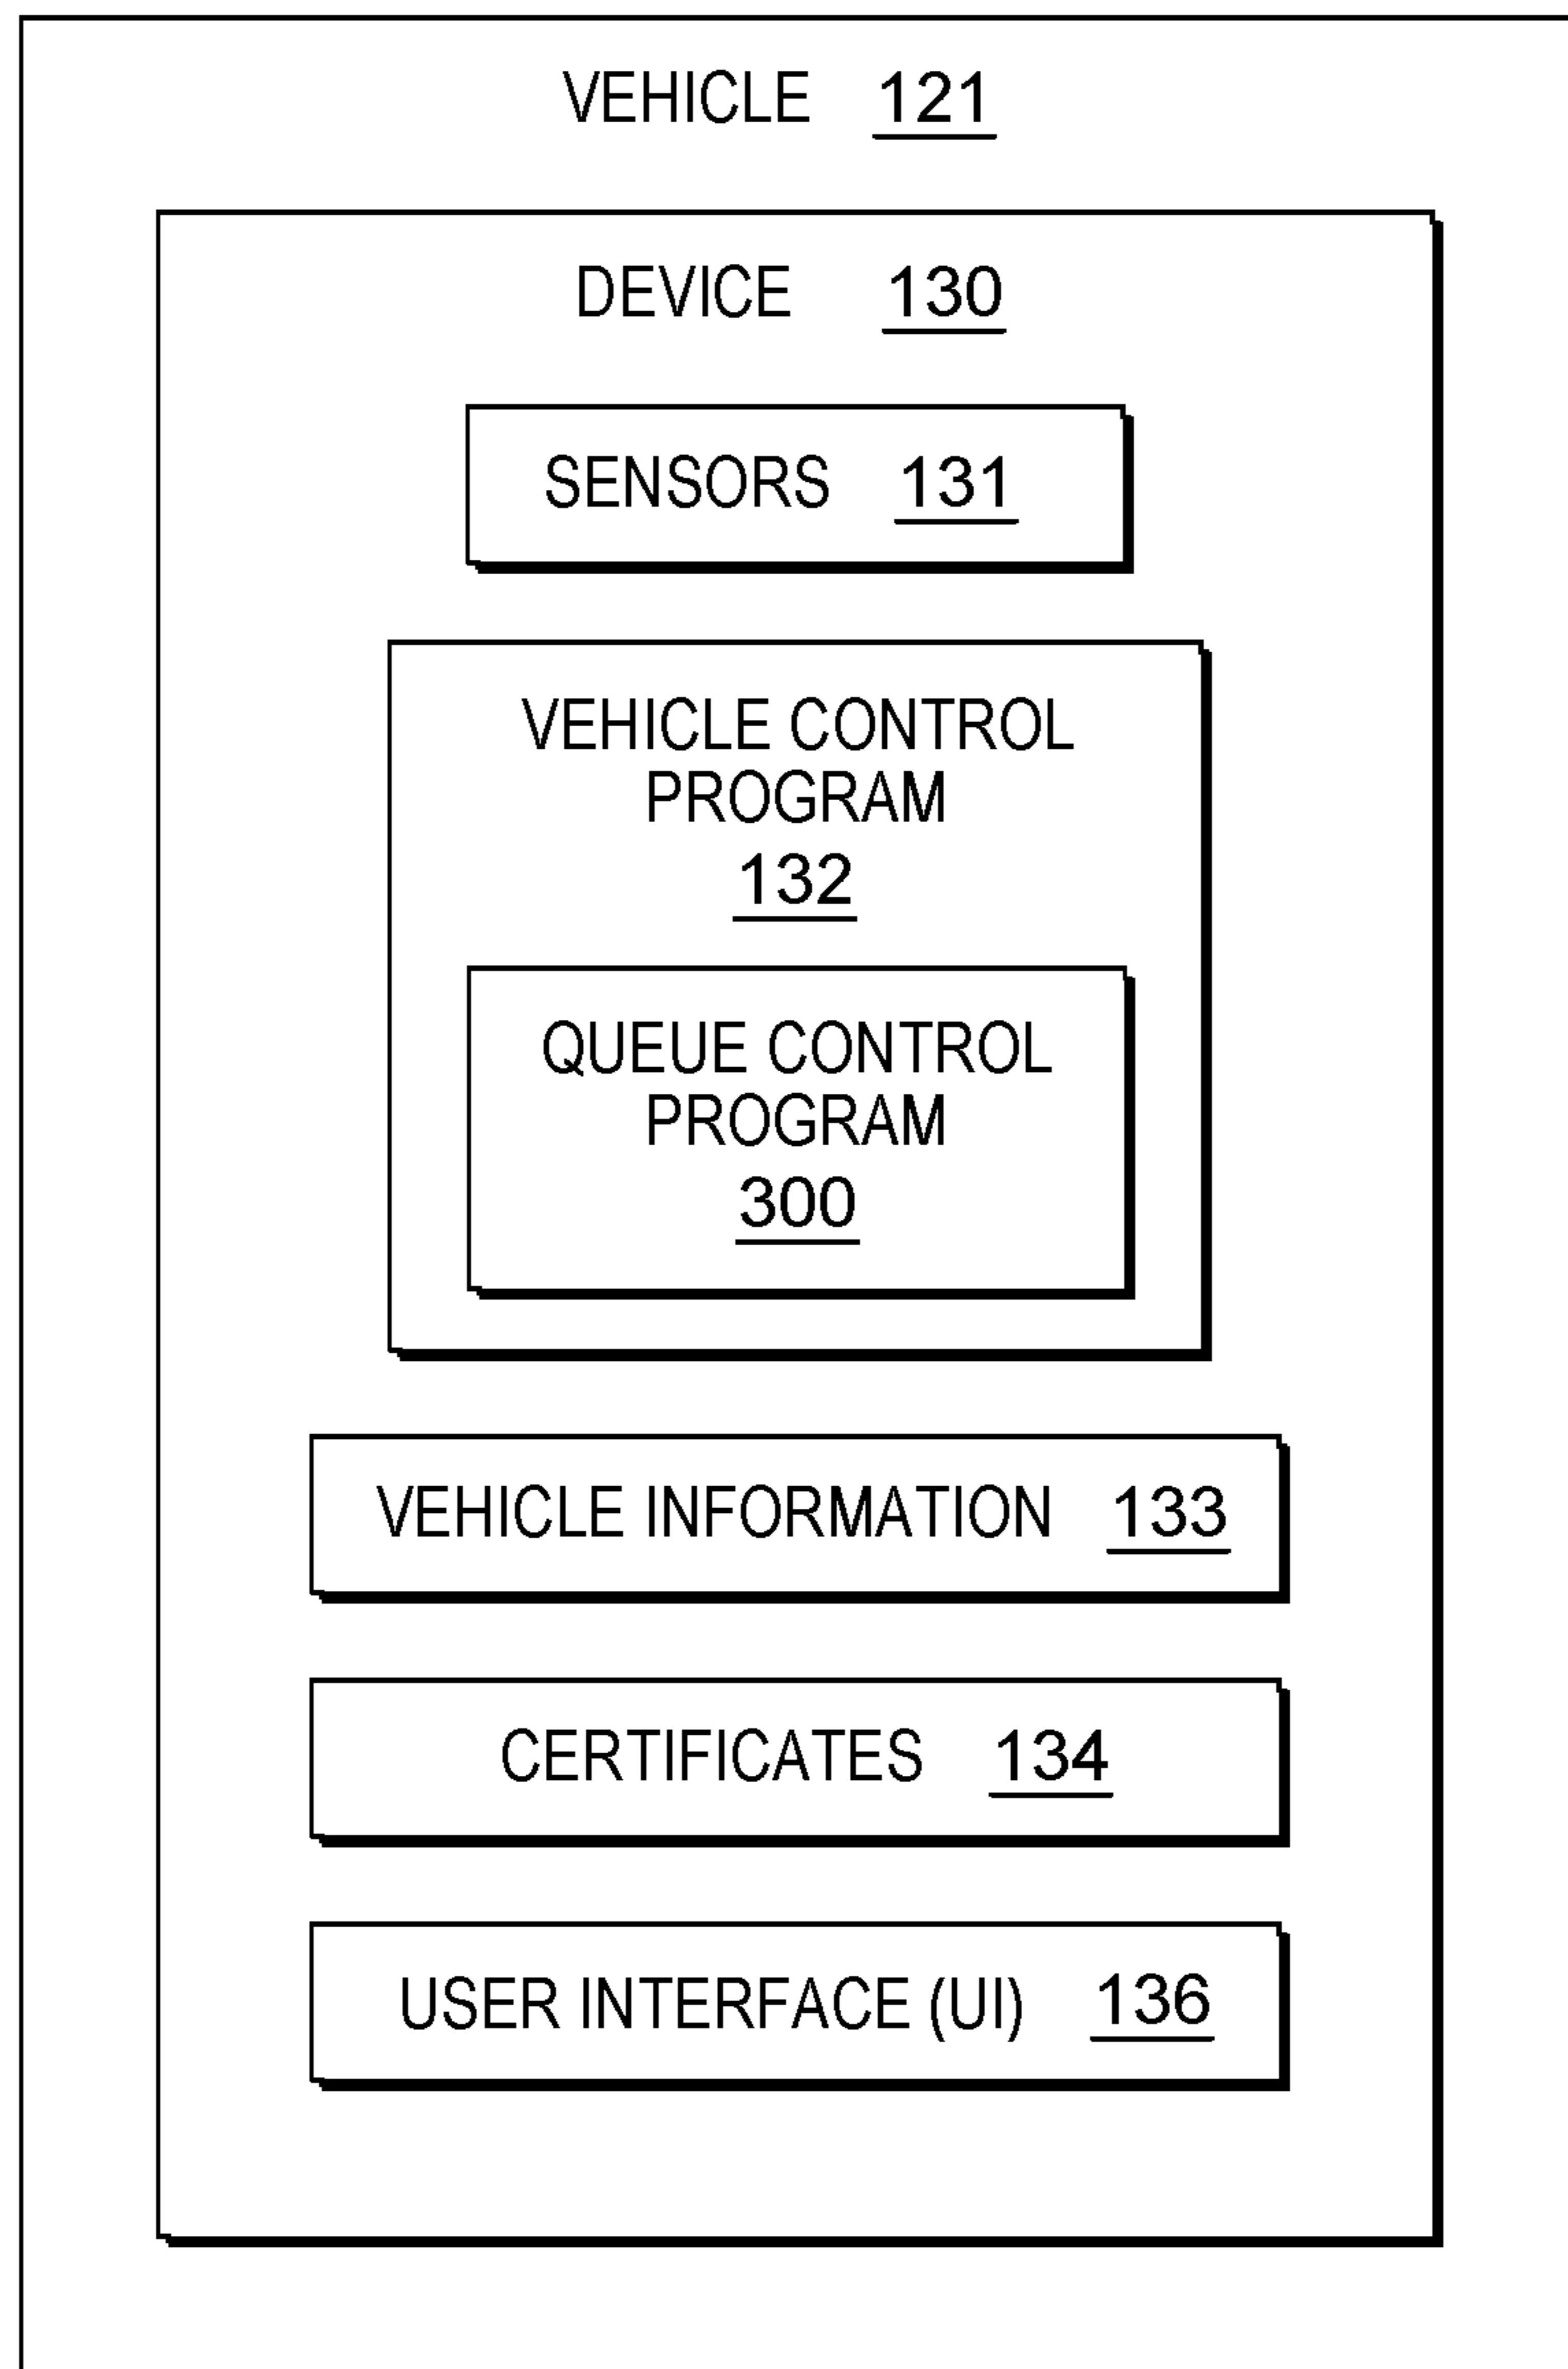 VEHICLE 121
DEVICE 130
SENSORS 131
VEHICLE CONTROL
PROGRAM
132
QUEUE CONTROL
PROGRAM
300
VEHICLE INFORMATION 133
CERTIFICATES 134
USER INTERFACE (UI) 136